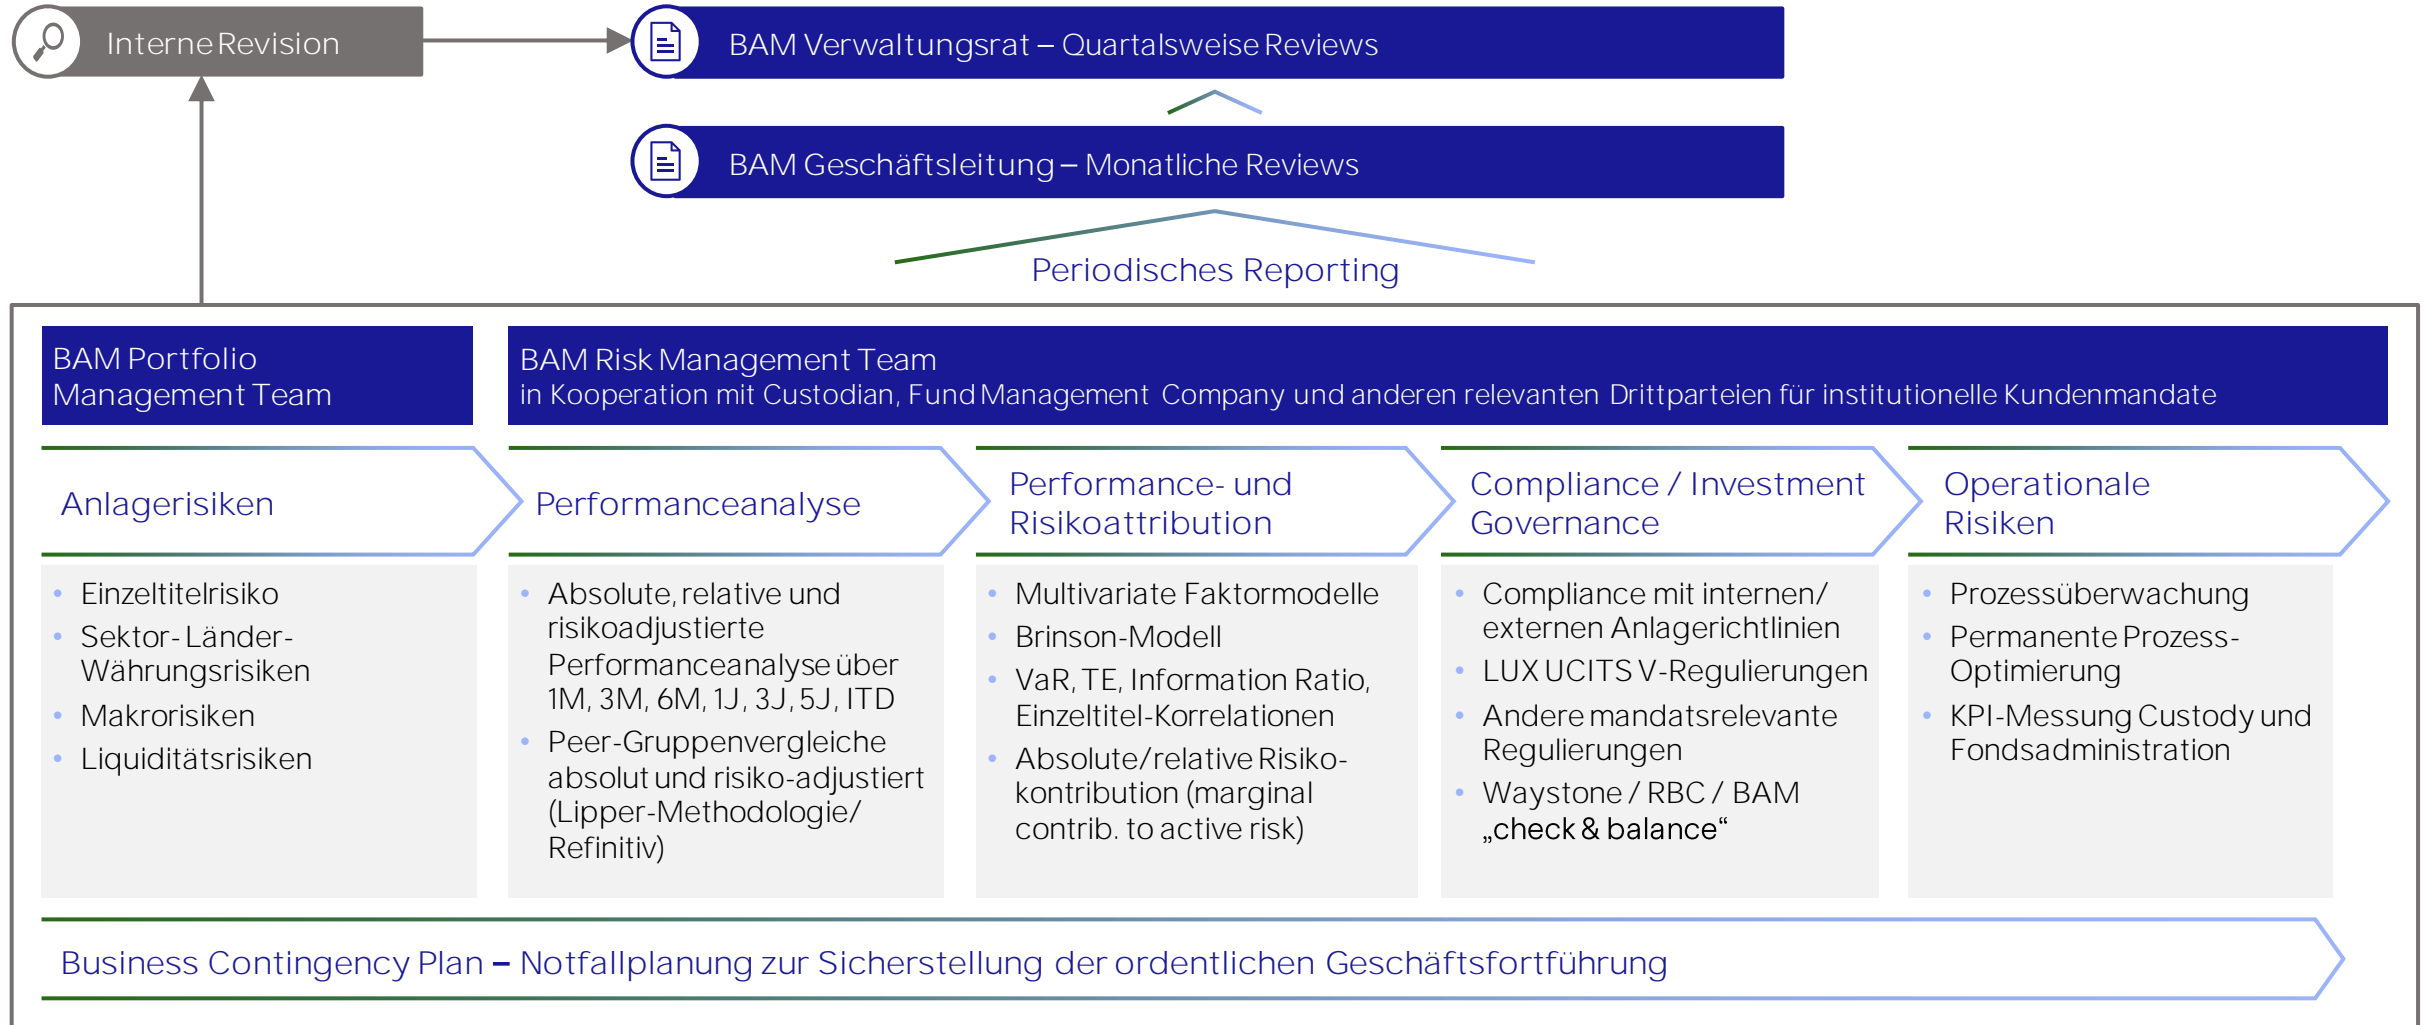 Interne Revision
BAM Verwaltungsrat – Quartalsweise Reviews
BAM Geschäftsleitung – Monatliche Reviews
Periodisches Reporting
BAM Portfolio
Management Team
BAM Risk Management Team
in Kooperation mit Custodian, Fund Management Company und anderen relevanten Drittparteien für institutionelle Kundenmandate
Anlagerisiken
• Einzeltitelrisiko
• Sektor- Länder-
Währungsrisiken
• Makrorisiken
• Liquiditätsrisiken
Performanceanalyse
• Absolute, relative und
risikoadjustierte
Performanceanalyse über
1M, 3M, 6M, 1J, 3J, 5J, ITD
• Peer-Gruppenvergleiche
absolut und risiko-adjustiert
(Lipper-Methodologie/
Refinitiv)
Performance- und
Risikoattribution
• Multivariate Faktormodelle
• Brinson-Modell
• VaR, TE, Information Ratio,
Einzeltitel-Korrelationen
• Absolute/relative Risiko-
kontribution (marginal
contrib. to active risk)
Compliance / Investment
Governance
• Compliance mit internen/
externen Anlagerichtlinien
• LUX UCITS V-Regulierungen
• Andere mandatsrelevante
Regulierungen
• Waystone / RBC / BAM
„check & balance“
Operationale
Risiken
• Prozessüberwachung
• Permanente Prozess-
Optimierung
• KPI-Messung Custody und
Fondsadministration
Business Contingency Plan – Notfallplanung zur Sicherstellung der ordentlichen Geschäftsfortführung